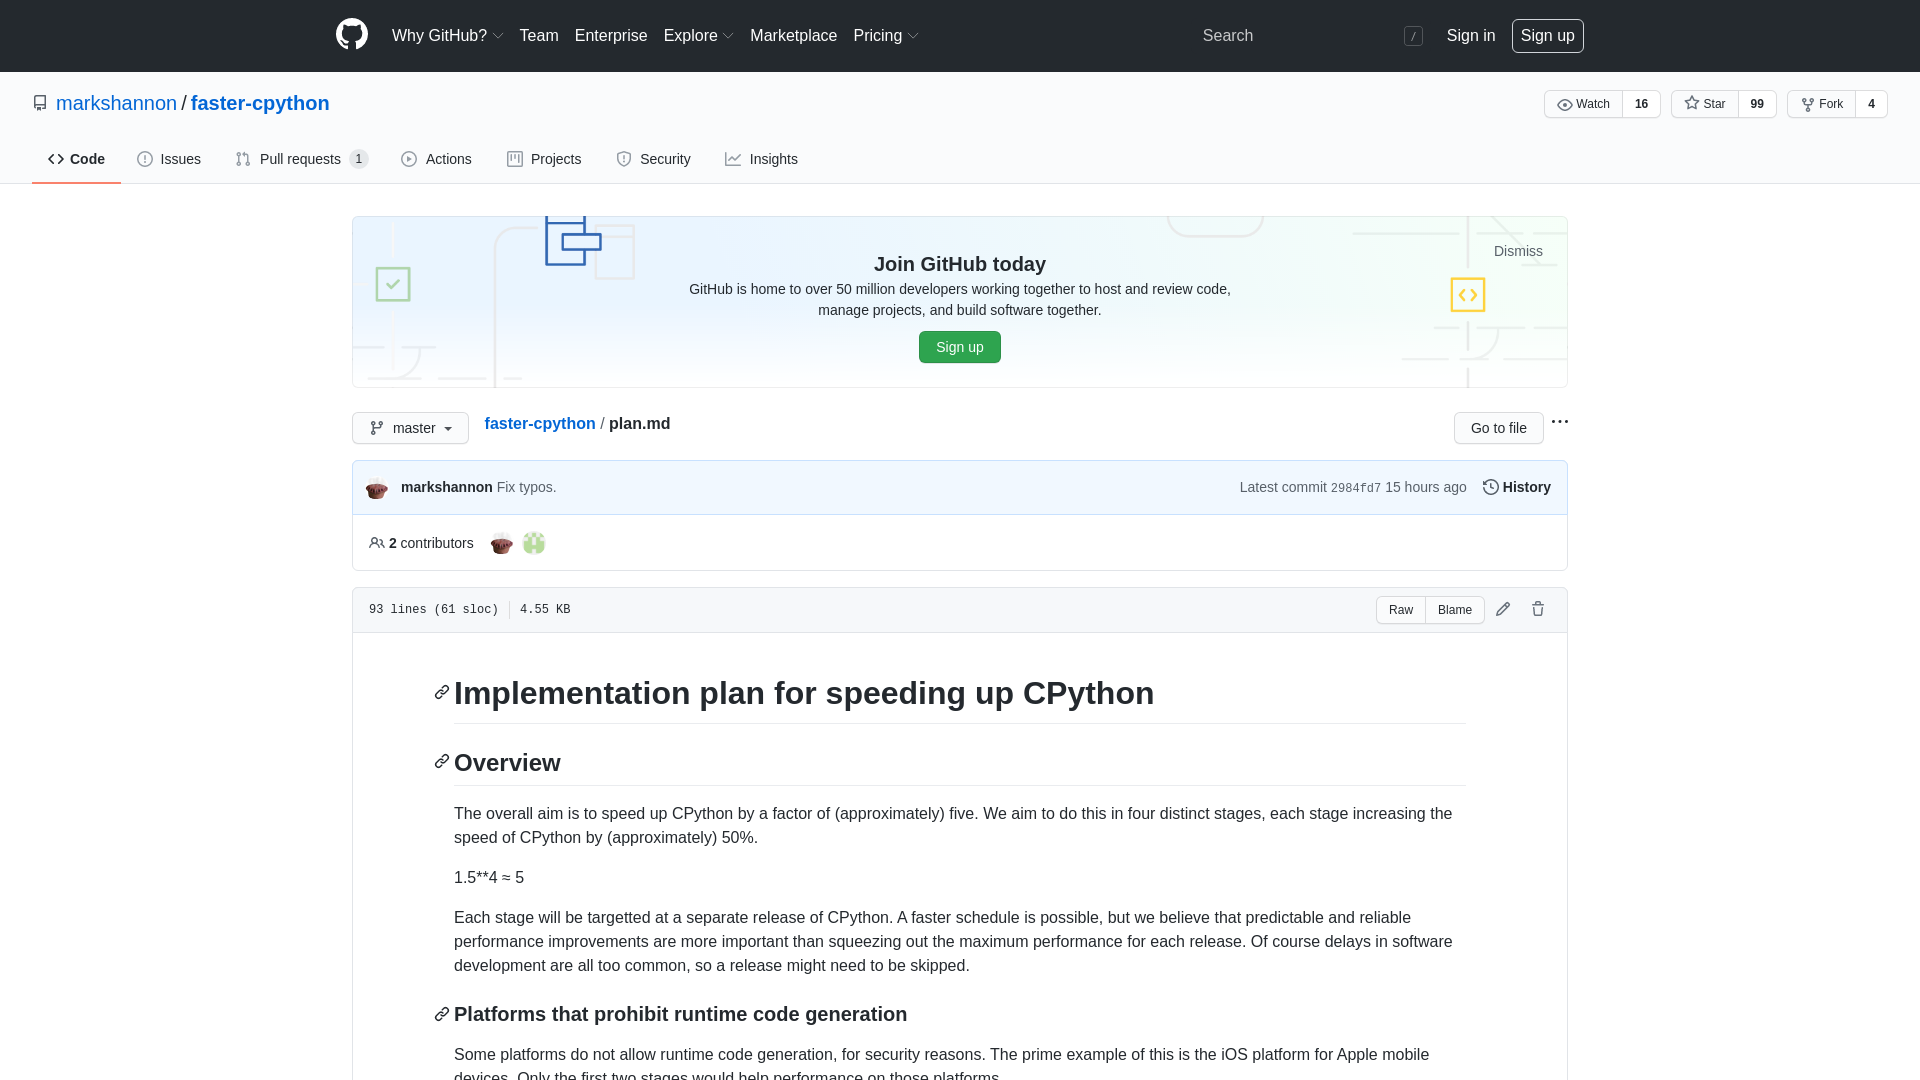 Why GitHub? Team Enterprise Explore Marketplace Pricing Search / Sign in Sign up
markshannon / faster-cpython Watch 16 Star 99 Fork 4
Code Issues Pull requests 1 Actions Projects Security Insights
Dismiss
Join GitHub today
GitHub is home to over 50 million developers working together to host and review code,
manage projects, and build software together.
Sign up
master faster-cpython / plan.md Go to file
markshannon Fix typos. Latest commit 2984fd7 15 hours ago History
2 contributors
93 lines (61 sloc) 4.55 KB Raw Blame
Implementation plan for speeding up CPython
Overview
The overall aim is to speed up CPython by a factor of (approximately) five. We aim to do this in four distinct stages, each stage increasing the
speed of CPython by (approximately) 50%.
1.5**4 ≈ 5
Each stage will be targetted at a separate release of CPython. A faster schedule is possible, but we believe that predictable and reliable
performance improvements are more important than squeezing out the maximum performance for each release. Of course delays in software
development are all too common, so a release might need to be skipped.
Platforms that prohibit runtime code generation
Some platforms do not allow runtime code generation, for security reasons. The prime example of this is the iOS platform for Apple mobile
devices. Only the first two stages would help performance on those platforms.